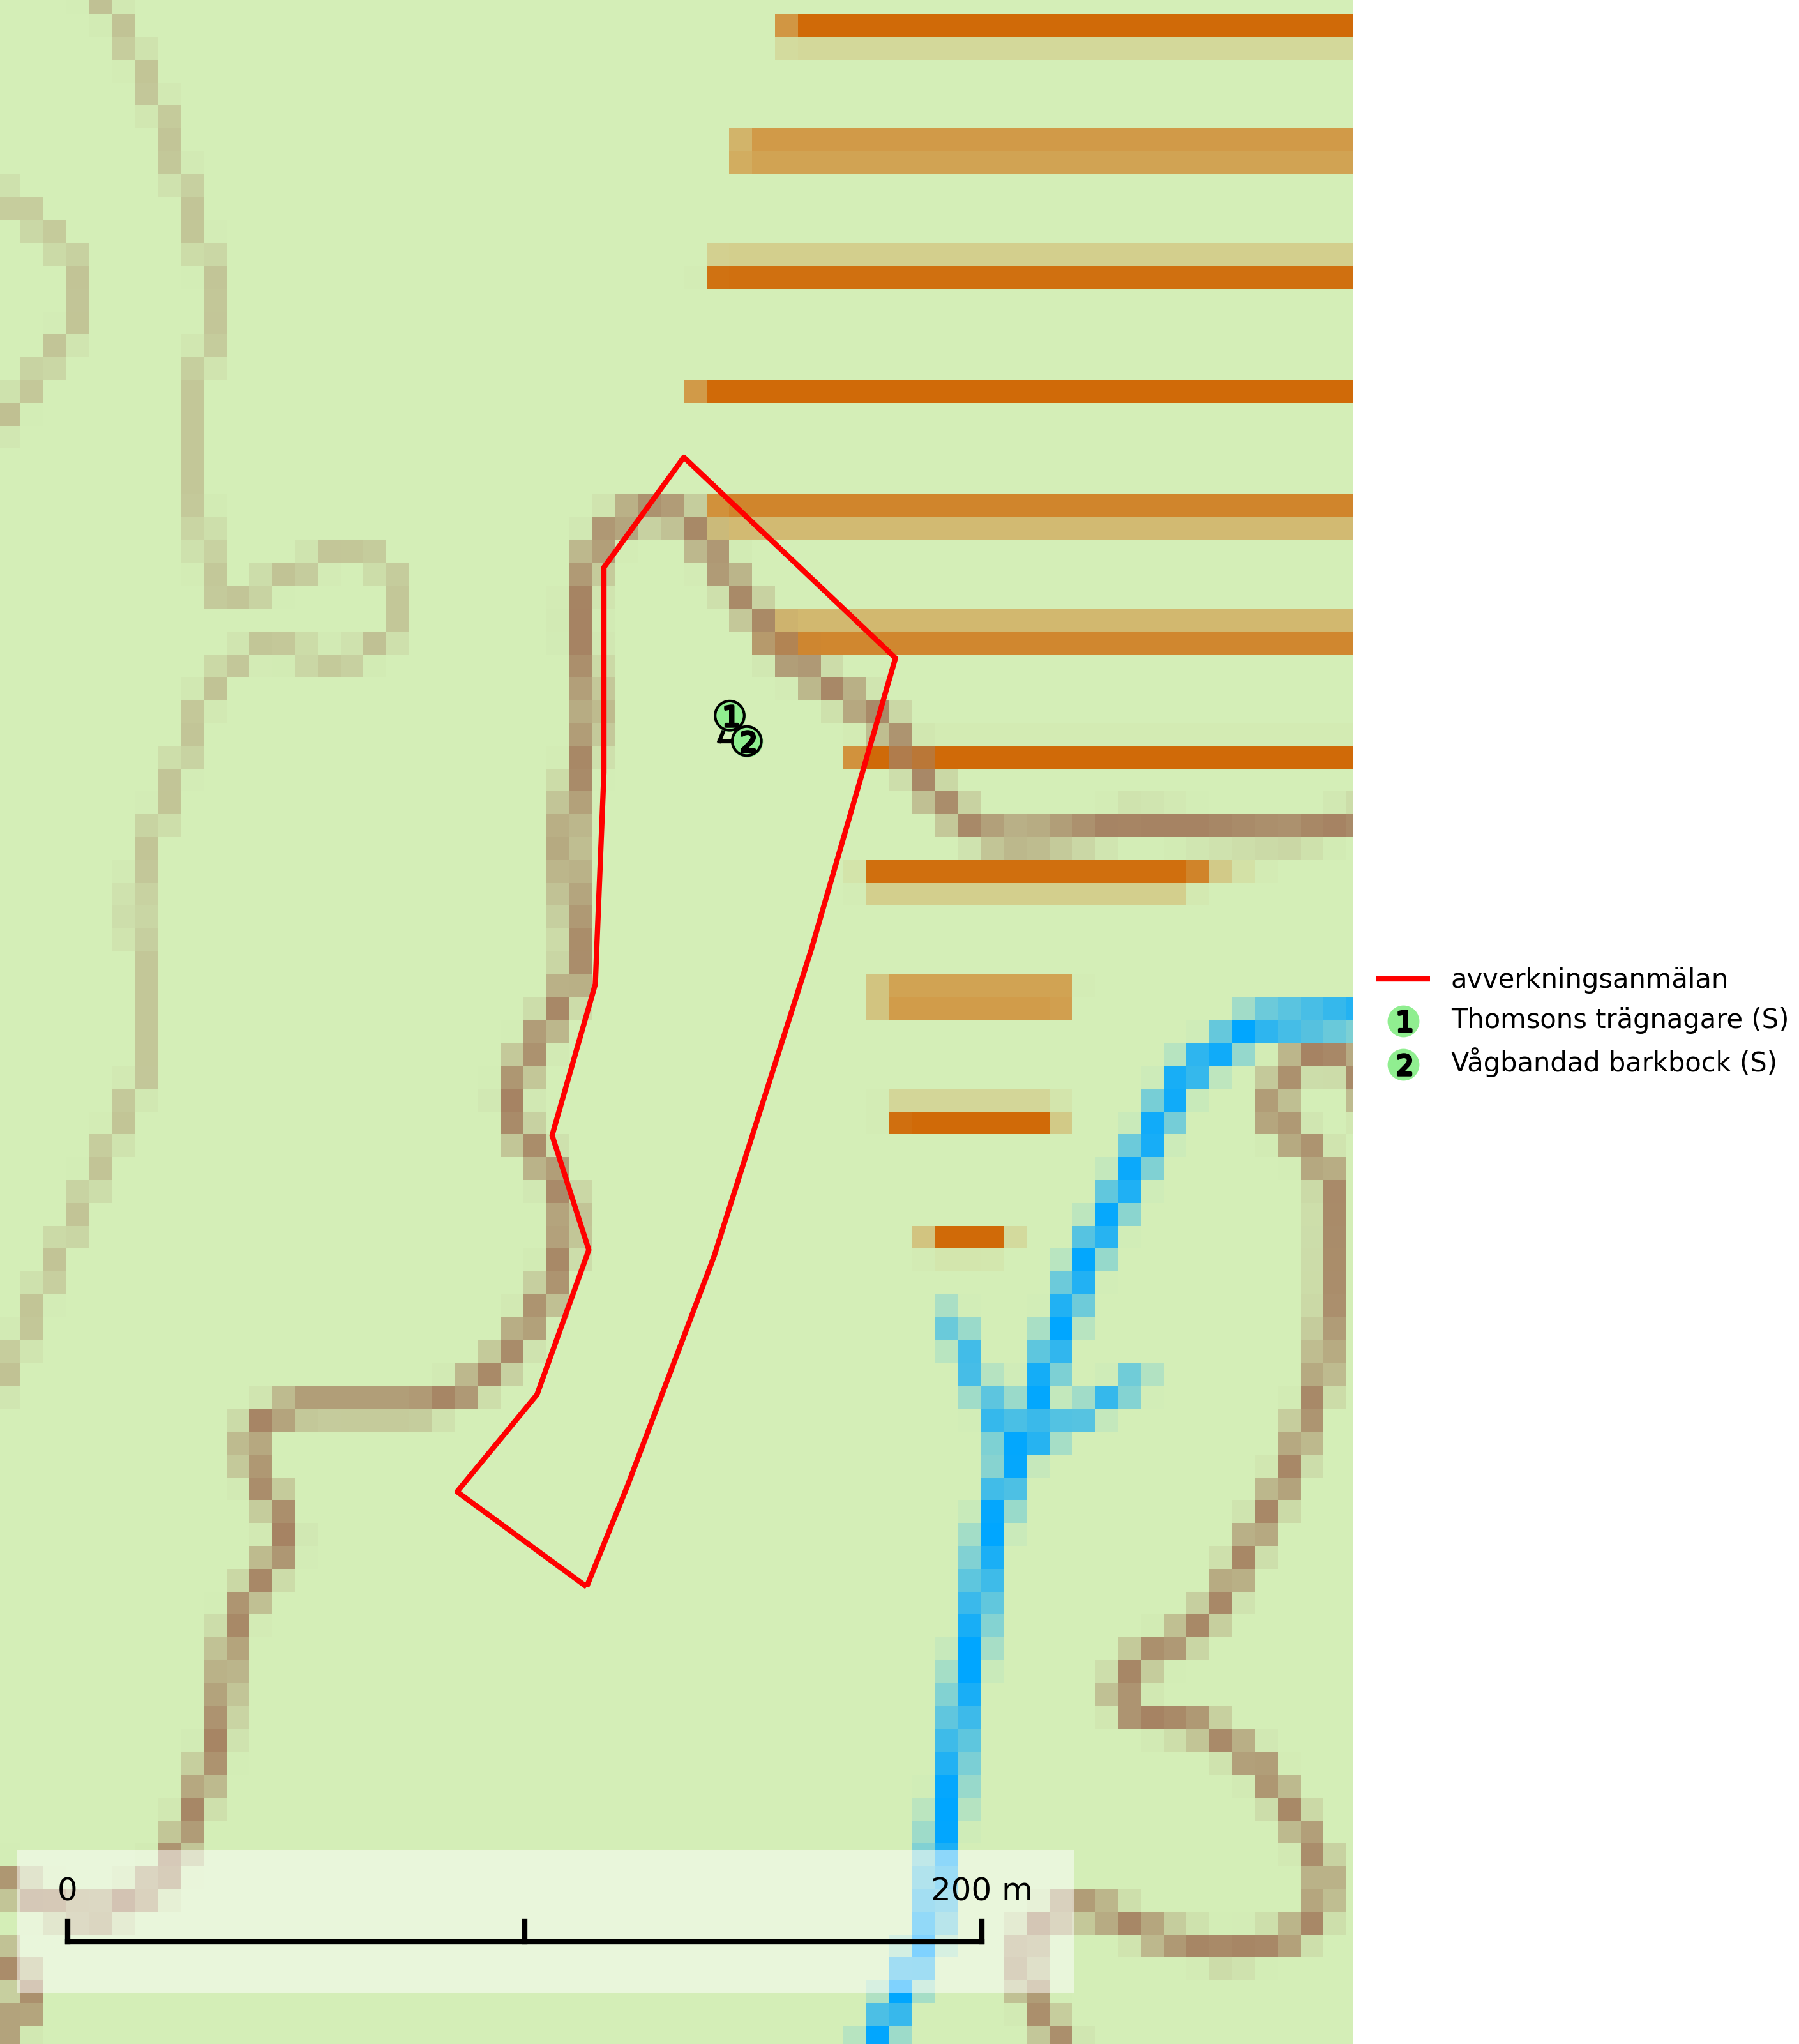 1
2
avverkningsanmälan
1 Thomsons trägnagare (S)
2 Vågbandad barkbock (S)
0 200 m